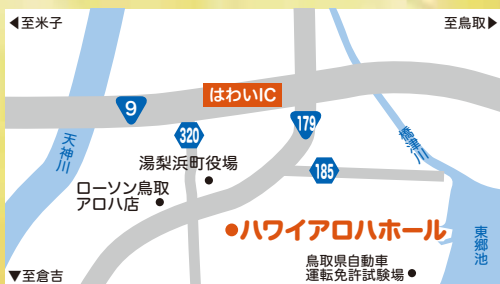 ◀至米子
至鳥取▶
はわいIC
9
179
320
橋津川
天神川
湯梨浜町役場
185
ローソン鳥取
アロハ店
ハワイアロハホール
東郷池
鳥取県自動車
運転免許試験場
▼至倉吉